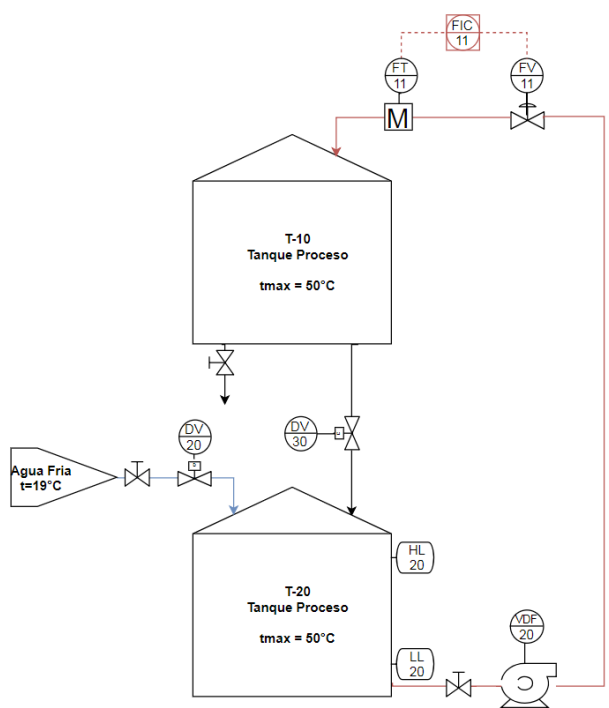 FIC
11
FT
11
FV
11
M
T-10
Tanque Proceso
tmax = 50°C
DV
20
DV
30
Agua Fria
t=19°C
HL
20
T-20
Tanque Proceso
tmax = 50°C
LL
20
VDF
20